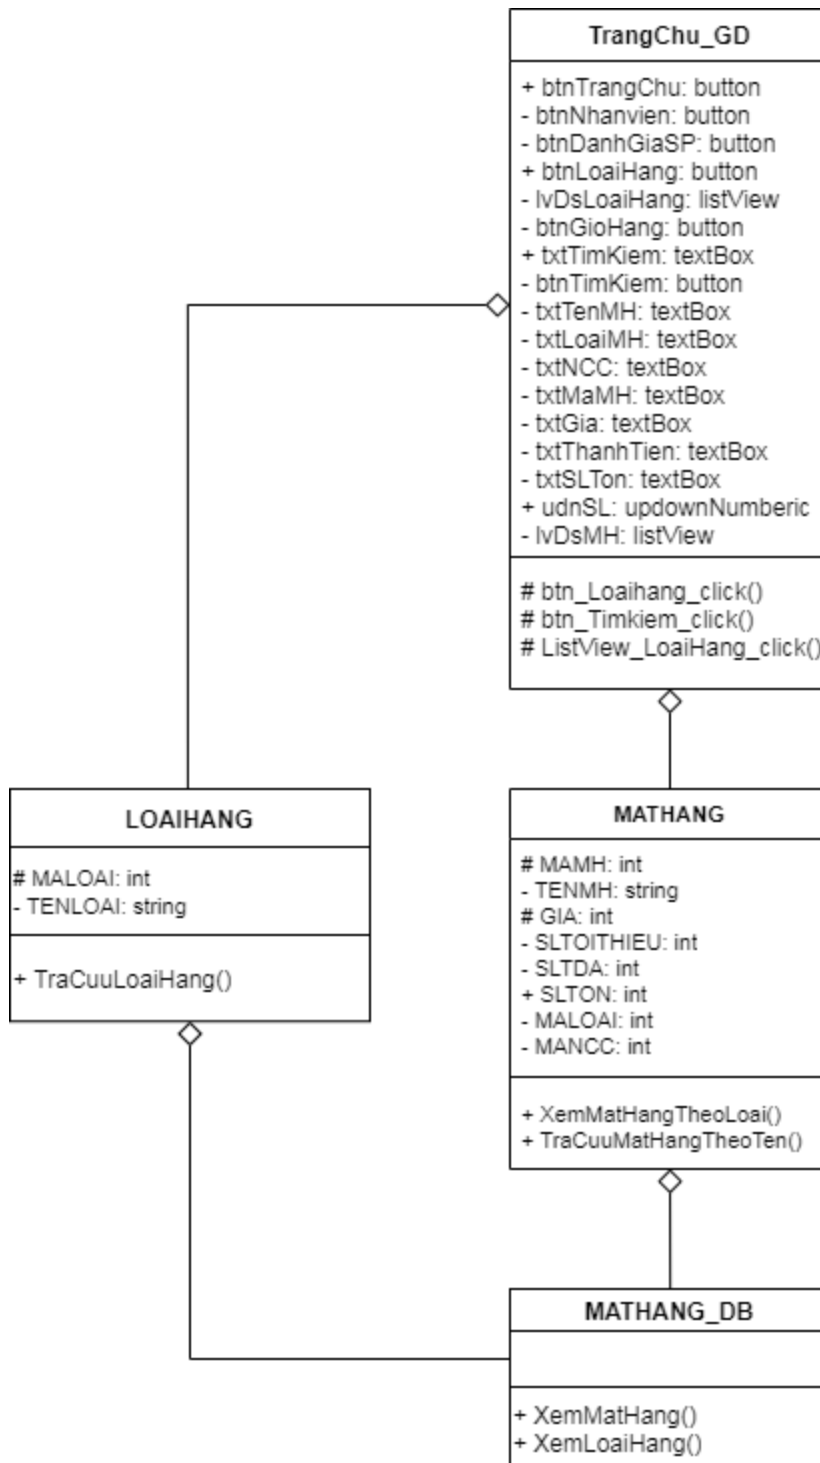 TrangChu_GD
+ btnTrangChu: button
- btnNhanvien: button
- btnDanhGiaSP: button
+ btnLoaiHang: button
- lvDsLoaiHang: listView
- btnGioHang: button
+ txtTimKiem: textBox
- btnTimKiem: button
- txtTenMH: textBox
- txtLoaiMH: textBox
- txtNCC: textBox
- txtMaMH: textBox
- txtGia: textBox
- txtThanhTien: textBox
- txtSLTon: textBox
+ udnSL: updownNumberic
- lvDsMH: listView
# btn_Loaihang_click()
# btn_Timkiem_click()
# ListView_LoaiHang_click()
LOAIHANG
# MALOAI: int
- TENLOAI: string
+ TraCuuLoaiHang()
MATHANG
# MAMH: int
- TENMH: string
# GIA: int
- SLTOITHIEU: int
- SLTDA: int
+ SLTON: int
- MALOAI: int
- MANCC: int
+ XemMatHangTheoLoai()
+ TraCuuMatHangTheoTen()
MATHANG_DB
+ XemMatHang()
+ XemLoaiHang()